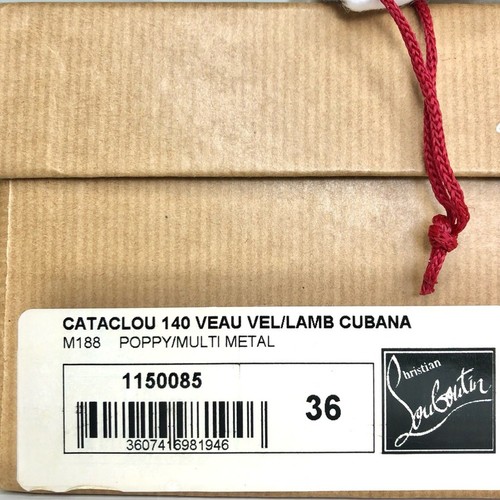 CATACLOU 140 VEAU VEL/LAMB CUBANA
M188 POPPY/MULTI METAL
1150085
36
3607416981946
Christian
Louboutin